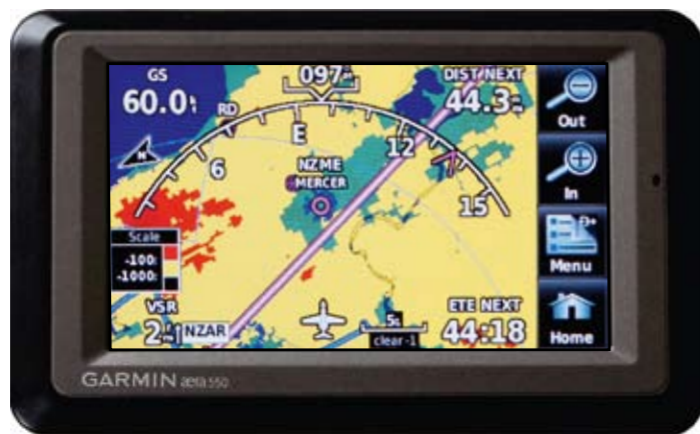 GS
60.0
097
DIST NEXT
44.3
Out
RD
E
12
6
15
N
NZME
MERCER
In
Scale
-100
-1000
Menu
VSR
2
NZAR
5
clear -1
ETE NEXT
44:18
Home
GARMIN aera 550